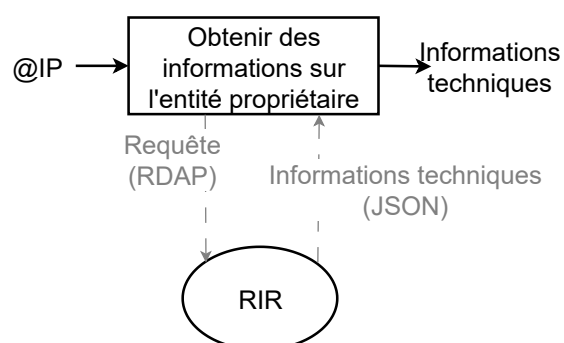 @IP
Obtenir des
informations sur
l'entité propriétaire
Informations
techniques
Requête
(RDAP)
Informations techniques
(JSON)
RIR